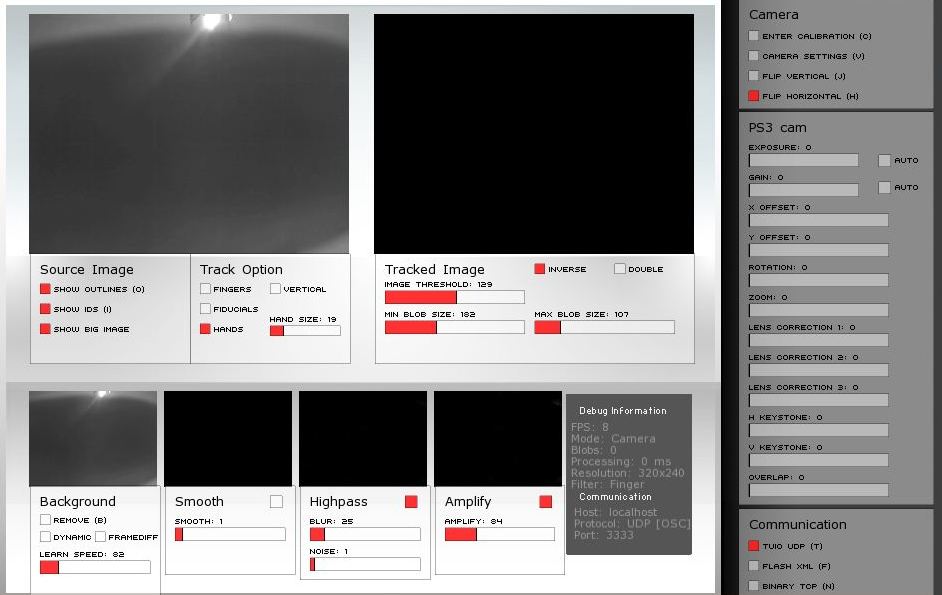 Source Image
SHOW OUTLINES (O)
SHOW IDS (I)
SHOW BIG IMAGE
Track Option
FINGERS
VERTICAL
FIDUCIALS
HANDS
HAND SIZE: 19
Tracked Image
INVERSE
DOUBLE
IMAGE THRESHOLD: 129
MIN BLOB SIZE: 182
MAX BLOB SIZE: 107
Background
REMOVE (B)
DYNAMIC
FRAMEDIFF
LEARN SPEED: 82
Smooth
SMOOTH: 1
Highpass
BLUR: 25
NOISE: 1
Amplify
AMPLIFY: 84
Debug Information
FPS: 8
Mode: Camera
Blobs: 0
Processing: 0 ms
Resolution: 320x240
Filter: Finger
Communication
Host: localhost
Protocol: UDP [OSC]
Port: 3333
Camera
ENTER CALIBRATION (C)
CAMERA SETTINGS (V)
FLIP VERTICAL (J)
FLIP HORIZONTAL (H)
PS3 cam
EXPOSURE: 0
AUTO
GAIN: 0
AUTO
X OFFSET: 0
Y OFFSET: 0
ROTATION: 0
ZOOM: 0
LENS CORRECTION 1: 0
LENS CORRECTION 2: 0
LENS CORRECTION 3: 0
H KEYSTONE: 0
V KEYSTONE: 0
OVERLAP: 0
Communication
TUIO UDP (T)
FLASH XML (F)
BINARY TCP (N)